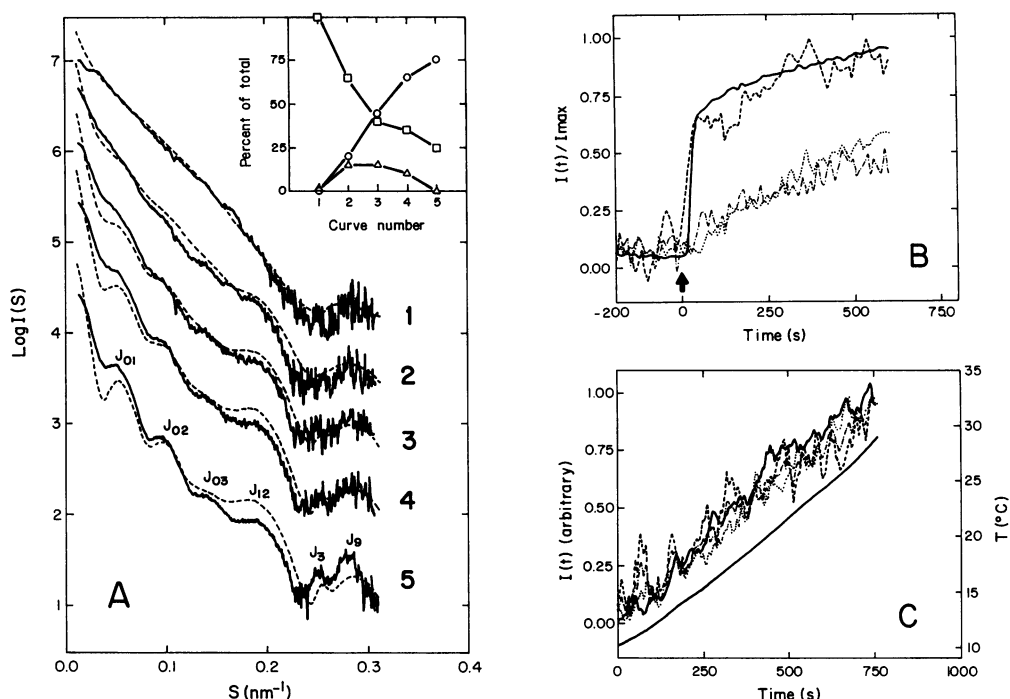 Log I(S)
7
6
5
4
3
2
1
0.0
0.1
0.2
0.3
0.4
S (nm⁻¹)
A
J01
J02
J03
J12
J3
J9
1
2
3
4
5
Percent of total
75
50
25
0
1 2 3 4 5
Curve number
I(t)/Imax
1.00
0.75
0.50
0.25
0.00
B
-200 0 250 500 750
Time (s)
I(t) (arbitrary)
1.00
0.75
0.50
0.25
0.00
C
35
30
25
20
15
10
T(°C)
0 250 500 750 1000
Time (s)